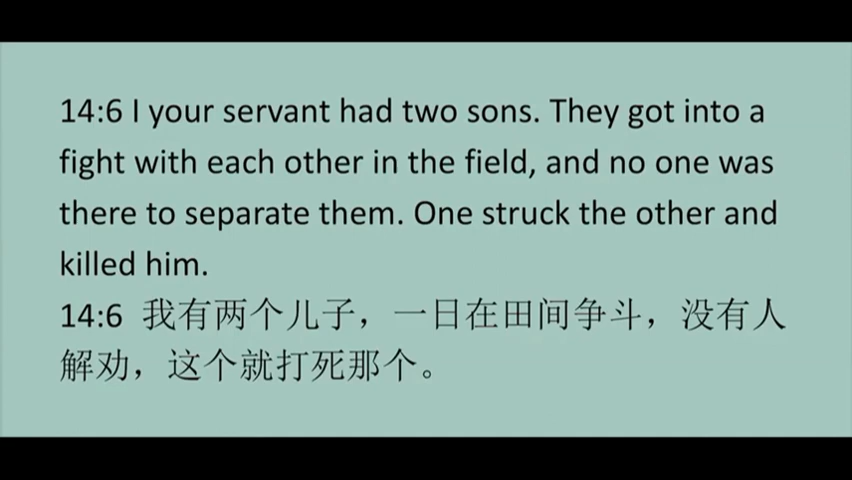 14:6 I your servant had two sons. They got into a
fight with each other in the field, and no one was
there to separate them. One struck the other and
killed him.
14:6 我有两个儿子，一日在田间争斗，没有人
解劝，这个就打死那个。